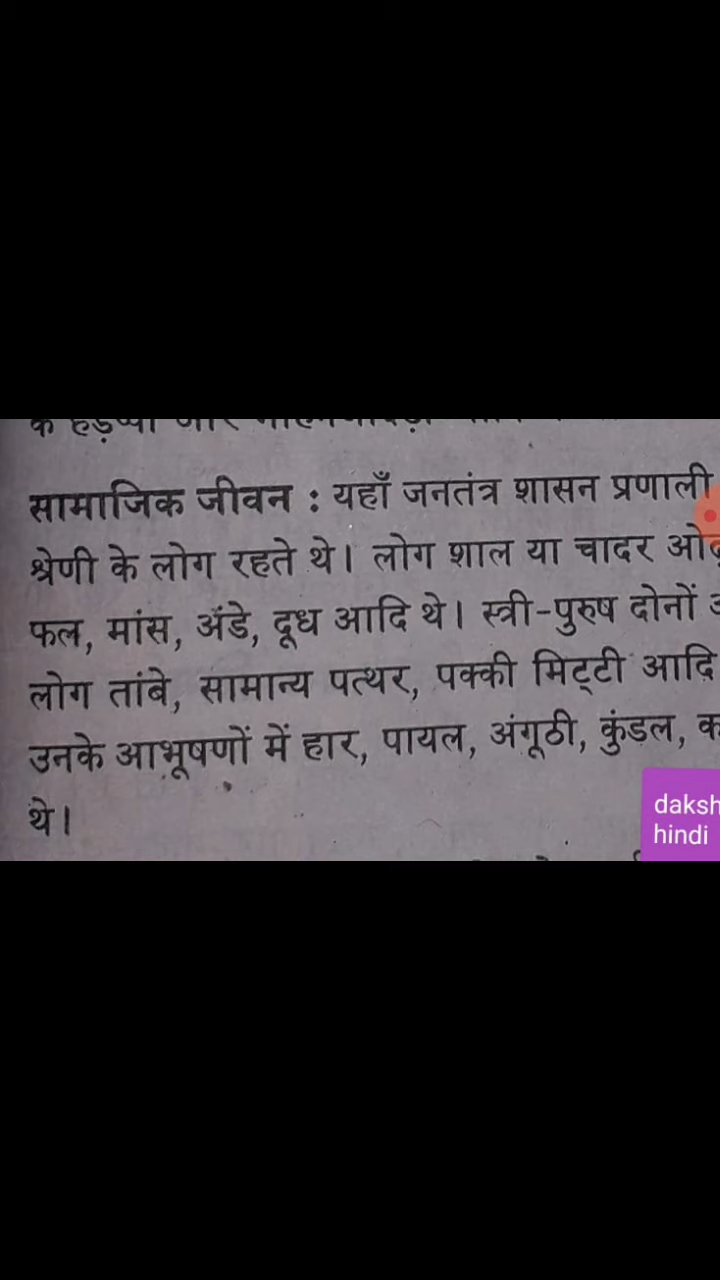 सामाजिक जीवन : यहाँ जनतंत्र शासन प्रणाली
श्रेणी के लोग रहते थे। लोग शाल या चादर
फल, मांस, अंडे, दूध आदि थे। स्त्री-पुरुष दोनों
लोग तांबे, सामान्य पत्थर, पक्की मिट्टी आदि
उनके आभूषणों में हार, पायल, अंगूठी, कुंडल,
थे।
daksh
hindi